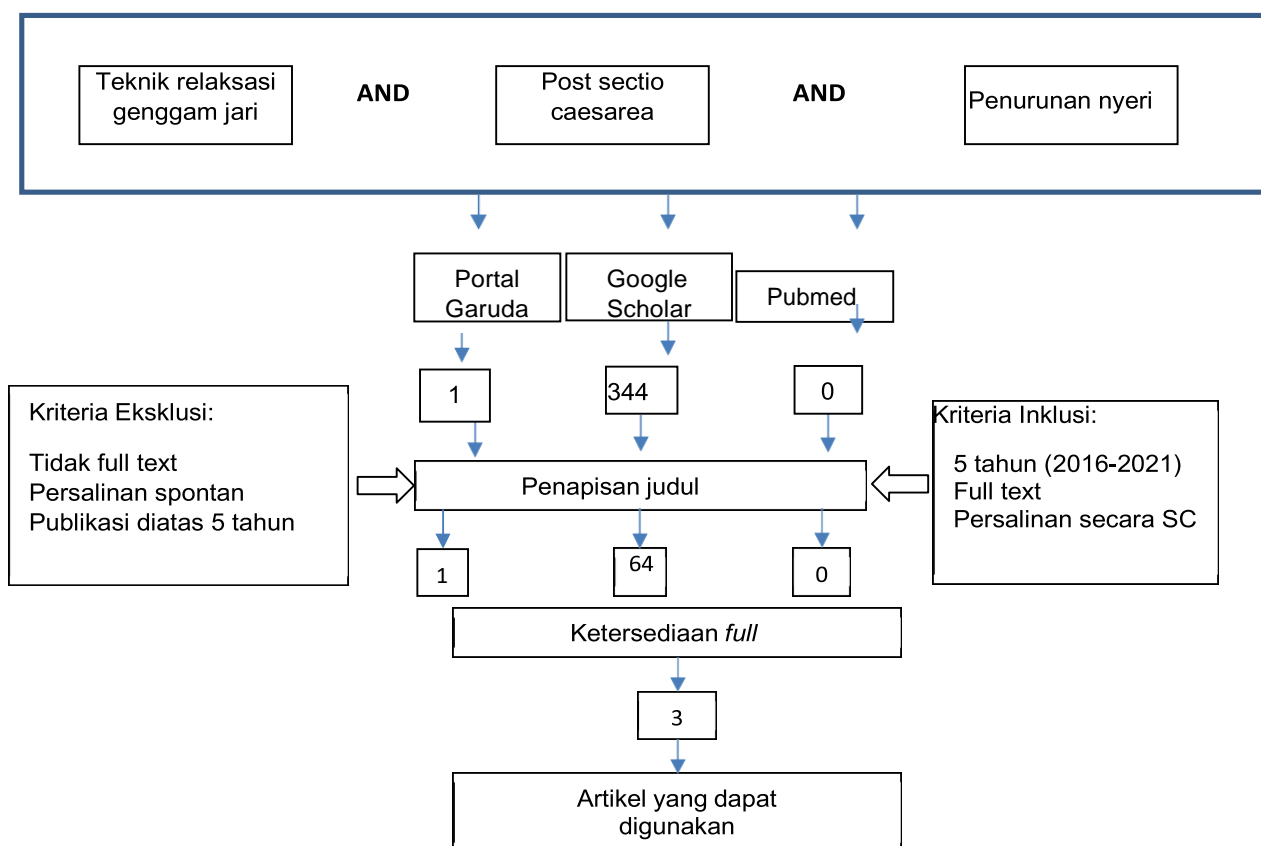 Teknik relaksasi
genggam jari
AND
Post sectio
caesarea
AND
Penurunan nyeri
Portal
Garuda
Google
Scholar
Pubmed
1
344
0
Kriteria Eksklusi:
Tidak full text
Persalinan spontan
Publikasi diatas 5 tahun
Penapisan judul
Kriteria Inklusi:
5 tahun (2016-2021)
Full text
Persalinan secara SC
1
64
0
Ketersediaan full
3
Artikel yang dapat
digunakan